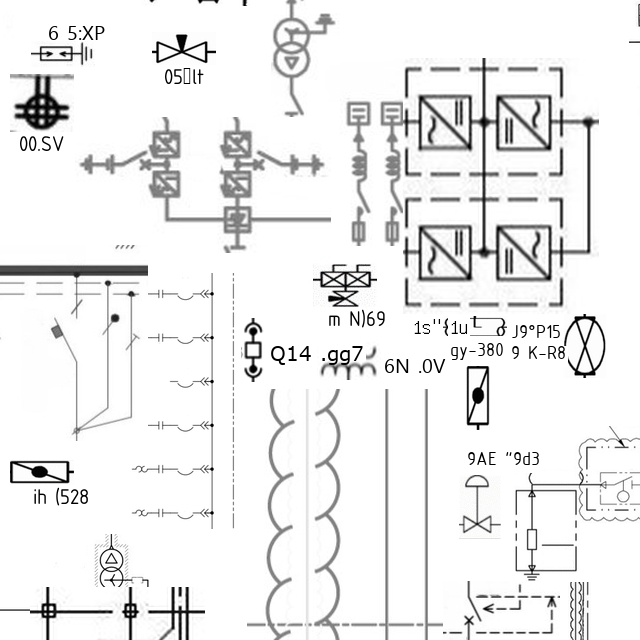 6 5:XP
05▯lt
00.SV
m N)69
1s"{1u J9°P15
gy-380 9 K-R8
Q14 .gg7
6N .0V
9AE "9d3
ih (528